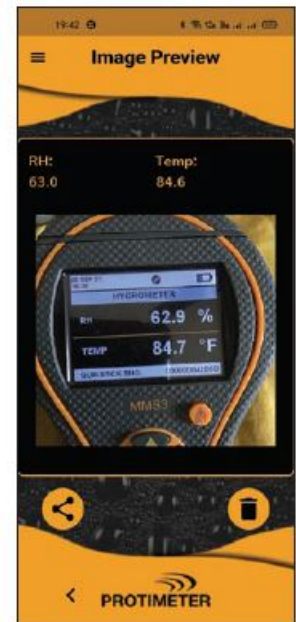 19:42
Image Preview
RH: Temp:
63.0 84.6
HYGROMETER
RH 62.9 %
TEMP 84.7 °F
MMS3
PROTIMETER